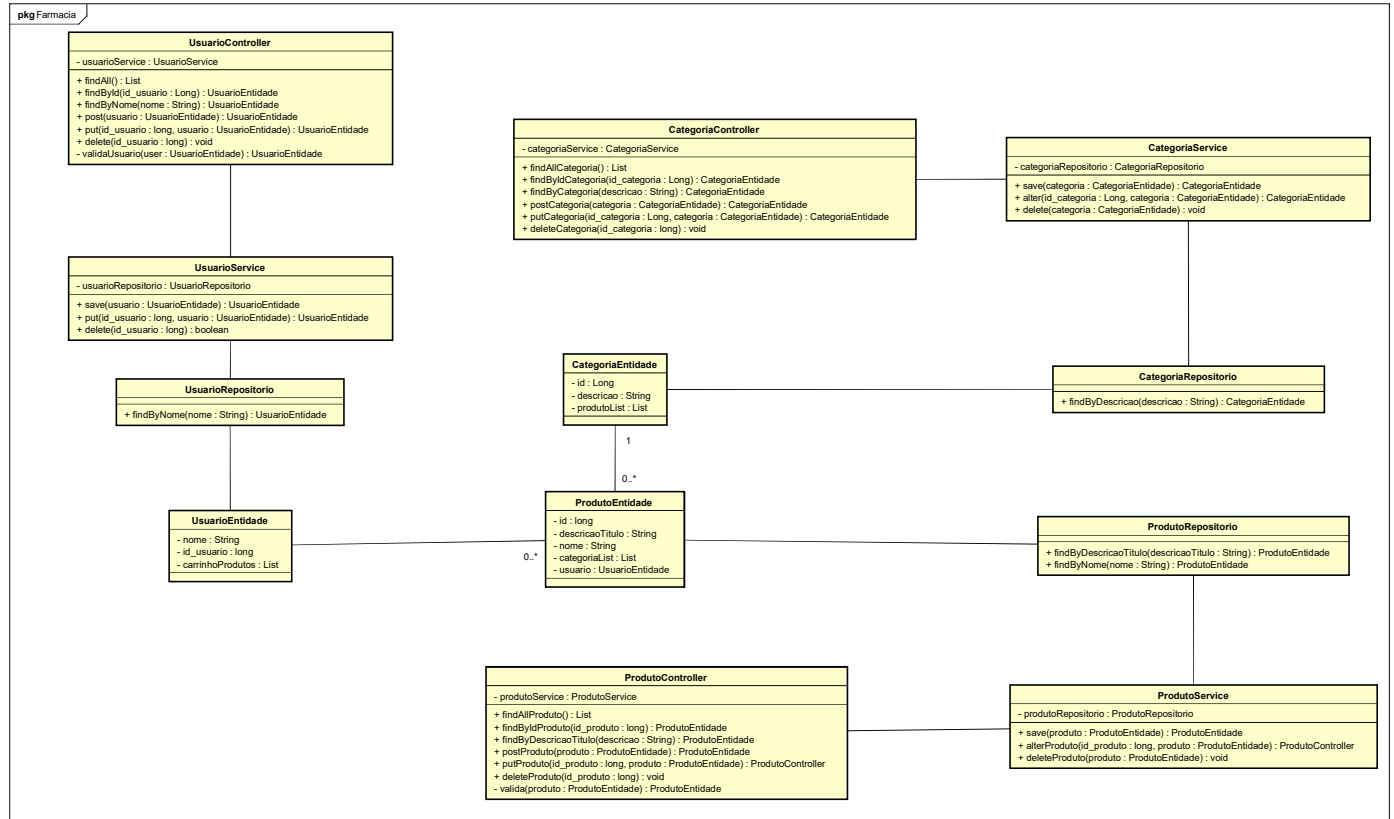 pkg Farmacia
UsuarioController
- usuarioService : UsuarioService
+ findAll() : List
+ findById(id_usuario : Long) : UsuarioEntidade
+ findByNome(nome : String) : UsuarioEntidade
+ post(usuario : UsuarioEntidade) : UsuarioEntidade
+ put(id_usuario : long, usuario : UsuarioEntidade) : UsuarioEntidade
+ delete(id_usuario : long) : void
- validaUsuario(user : UsuarioEntidade) : UsuarioEntidade
CategoriaController
- categoriaService : CategoriaService
+ findAllCategoria() : List
+ findByIdCategoria(id_categoria : Long) : CategoriaEntidade
+ findByCategoria(descricao : String) : CategoriaEntidade
+ postCategoria(categoria : CategoriaEntidade) : CategoriaEntidade
+ putCategoria(id_categoria : Long, categoria : CategoriaEntidade) : CategoriaEntidade
+ deleteCategoria(id_categoria : long) : void
CategoriaService
- categoriaRepositorio : CategoriaRepositorio
+ save(categoria : CategoriaEntidade) : CategoriaEntidade
+ alter(id_categoria : Long, categoria : CategoriaEntidade) : CategoriaEntidade
+ delete(categoria : CategoriaEntidade) : void
UsuarioService
- usuarioRepositorio : UsuarioRepositorio
+ save(usuario : UsuarioEntidade) : UsuarioEntidade
+ put(id_usuario : long, usuario : UsuarioEntidade) : UsuarioEntidade
+ delete(id_usuario : long) : boolean
UsuarioRepositorio
+ findByNome(nome : String) : UsuarioEntidade
CategoriaEntidade
- id : Long
- descricao : String
- produtoList : List
CategoriaRepositorio
+ findByDescricao(descricao : String) : CategoriaEntidade
1
0..*
UsuarioEntidade
- nome : String
- id_usuario : long
- carrinhoProdutos : List
0..*
ProdutoEntidade
- id : long
- descricaoTitulo : String
- nome : String
- categoriaList : List
- usuario : UsuarioEntidade
ProdutoRepositorio
+ findByDescricaoTitulo(descricaoTitulo : String) : ProdutoEntidade
+ findByNome(nome : String) : ProdutoEntidade
ProdutoController
- produtoService : ProdutoService
+ findAllProduto() : List
+ findByIdProduto(id_produto : long) : ProdutoEntidade
+ findByDescricaoTitulo(descricao : String) : ProdutoEntidade
+ postProduto(produto : ProdutoEntidade) : ProdutoEntidade
+ putProduto(id_produto : long, produto : ProdutoEntidade) : ProdutoController
+ deleteProduto(id_produto : long) : void
- valida(produto : ProdutoEntidade) : ProdutoEntidade
ProdutoService
- produtoRepositorio : ProdutoRepositorio
+ save(produto : ProdutoEntidade) : ProdutoEntidade
+ alterProduto(id_produto : long, produto : ProdutoEntidade) : ProdutoController
+ deleteProduto(produto : ProdutoEntidade) : void